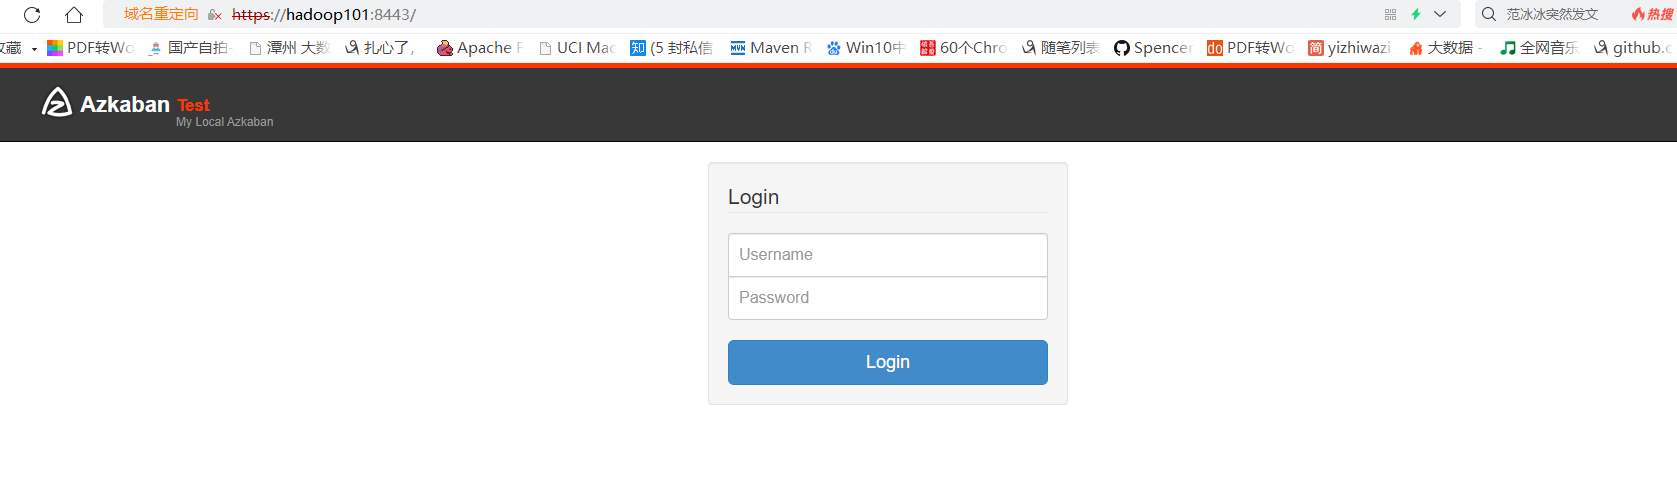 域名重定向 https://hadoop101:8443/ 范冰冰突然发文 热搜
收藏 PDF转Wo 国产自拍- 潭州 大数 扎心了, Apache F UCI Mac 知 (5 封私信 Maven R Win10中 60个Chro 随笔列表 Spencer do PDF转Wo 简 yizhiwazi 大数据 - 全网音乐 github.c
Azkaban Test
My Local Azkaban
Login
Username
Password
Login